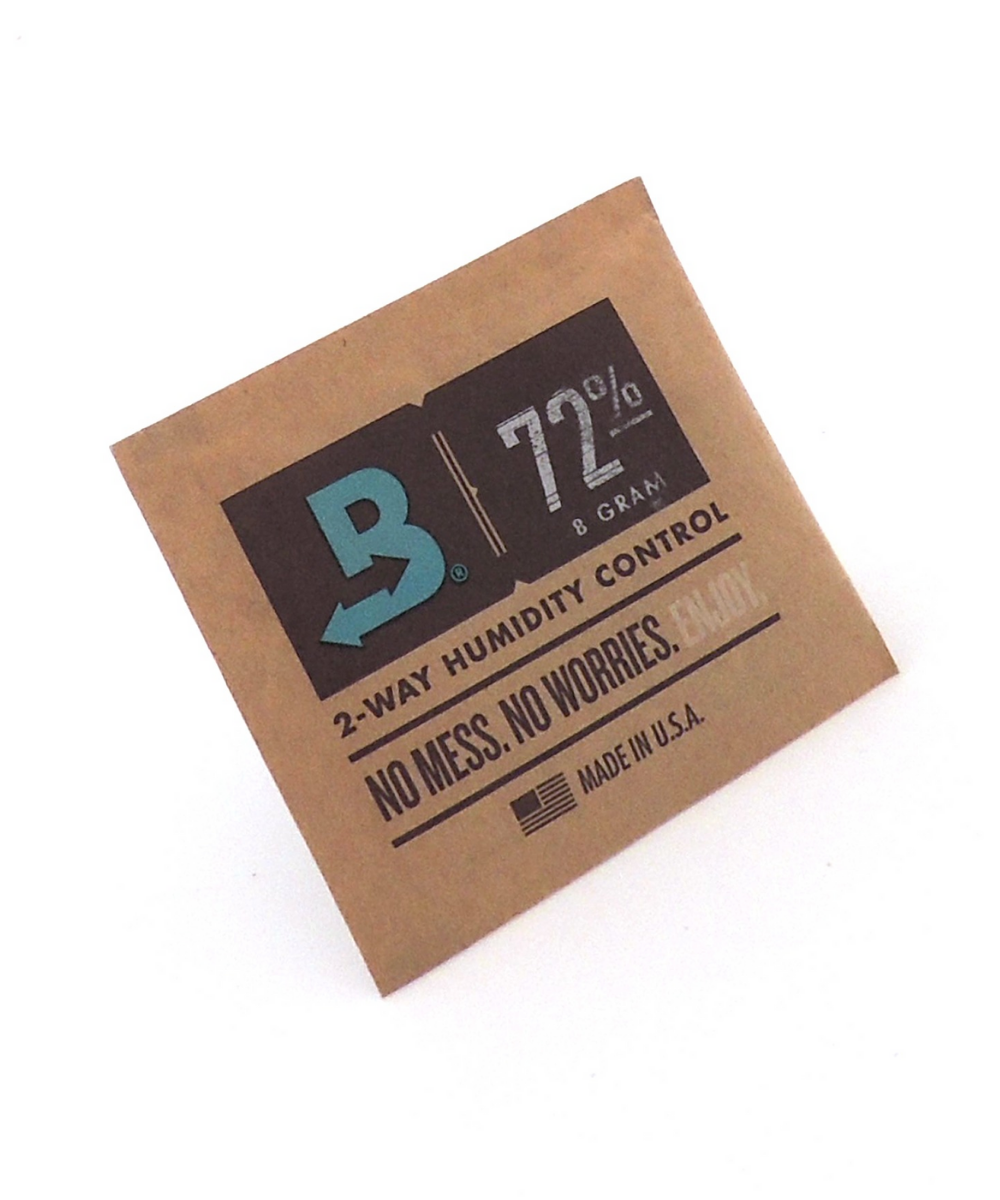 B®
72%
8 GRAM
2-WAY HUMIDITY CONTROL
NO MESS. NO WORRIES. ENJOY.
MADE IN U.S.A.